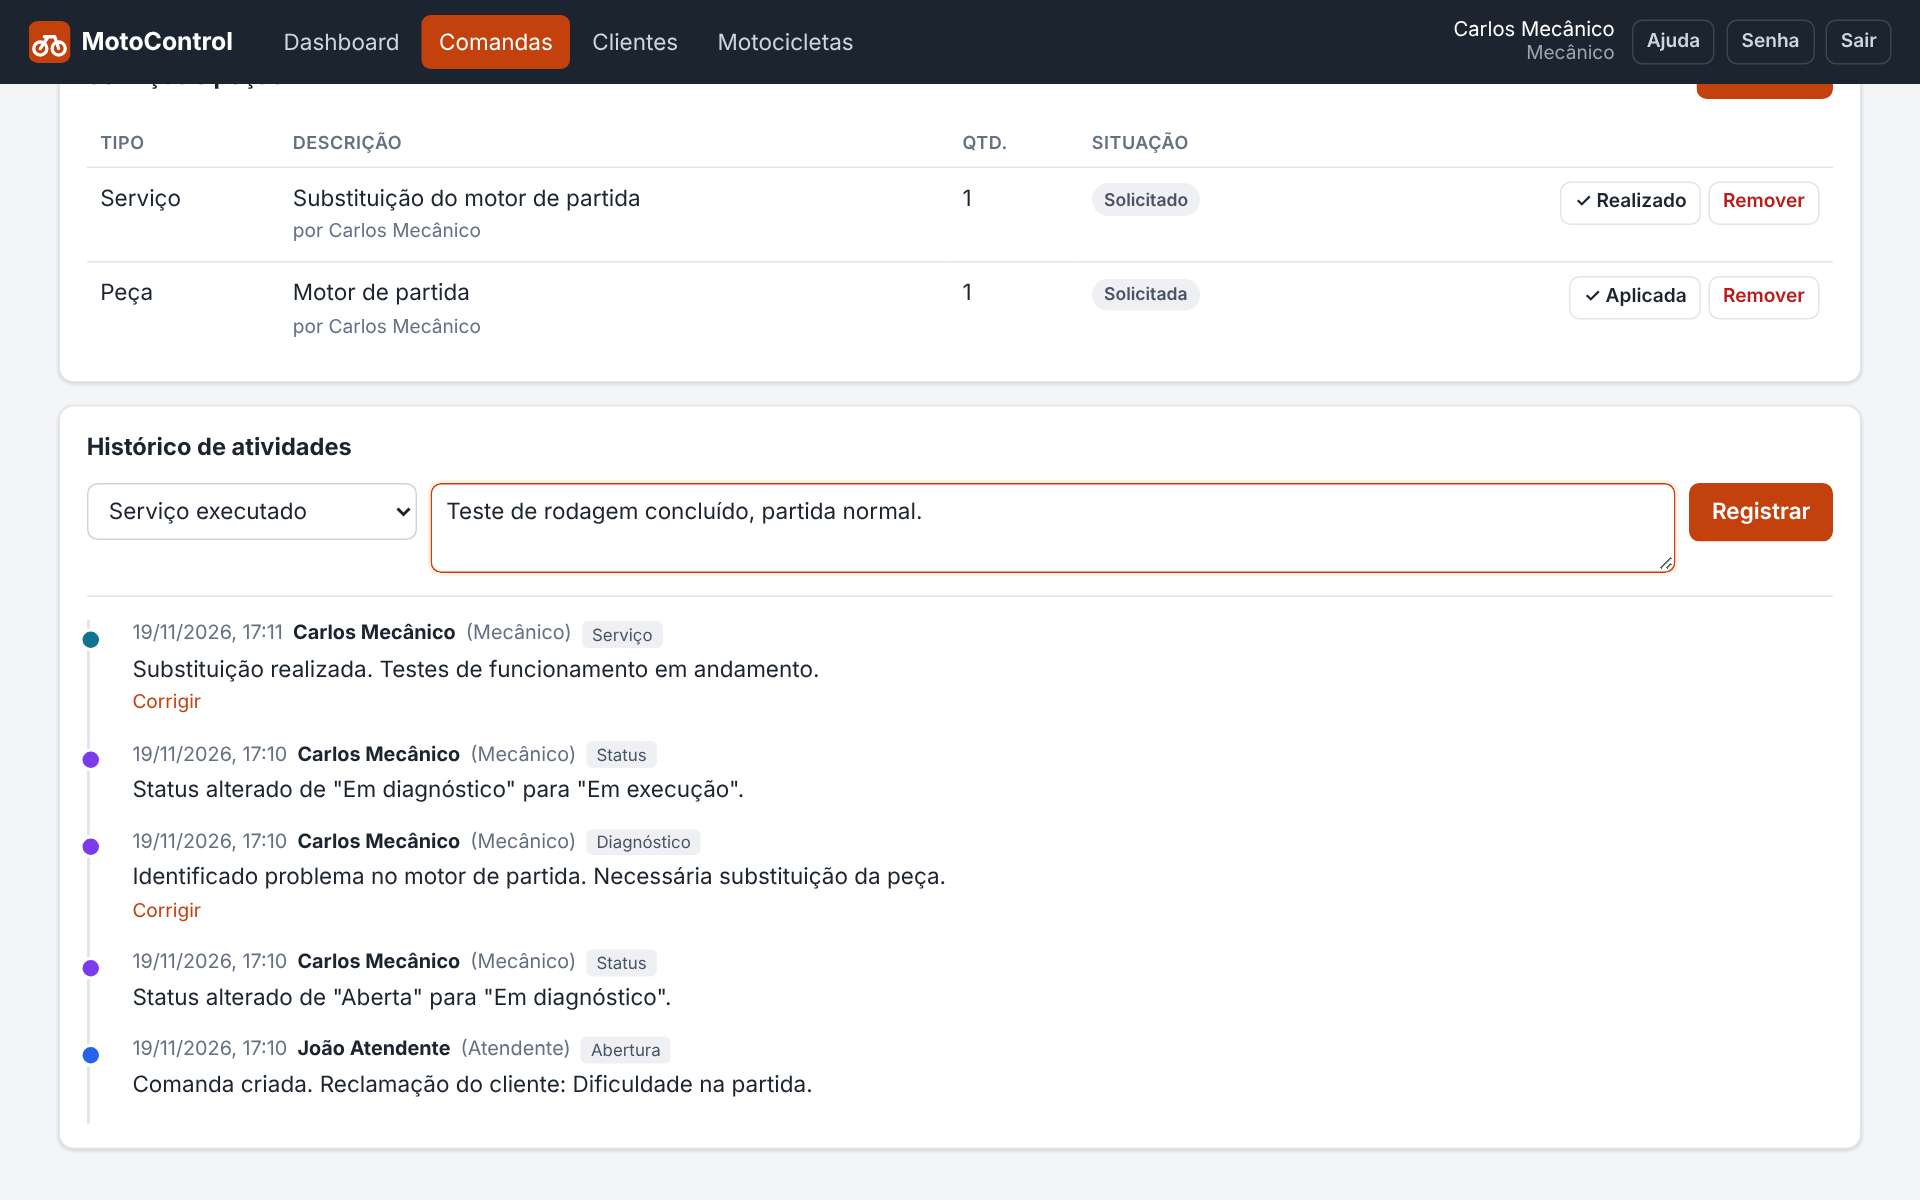 MotoControl
Dashboard
Comandas
Clientes
Motocicletas
Carlos Mecânico
Mecânico
Ajuda
Senha
Sair
TIPO DESCRIÇÃO QTD. SITUAÇÃO
Serviço Substituição do motor de partida 1 Solicitado ✓ Realizado Remover
por Carlos Mecânico
Peça Motor de partida 1 Solicitada ✓ Aplicada Remover
por Carlos Mecânico
Histórico de atividades
Serviço executado
Teste de rodagem concluído, partida normal.
Registrar
19/11/2026, 17:11 Carlos Mecânico (Mecânico) Serviço
Substituição realizada. Testes de funcionamento em andamento.
Corrigir
19/11/2026, 17:10 Carlos Mecânico (Mecânico) Status
Status alterado de "Em diagnóstico" para "Em execução".
19/11/2026, 17:10 Carlos Mecânico (Mecânico) Diagnóstico
Identificado problema no motor de partida. Necessária substituição da peça.
Corrigir
19/11/2026, 17:10 Carlos Mecânico (Mecânico) Status
Status alterado de "Aberta" para "Em diagnóstico".
19/11/2026, 17:10 João Atendente (Atendente) Abertura
Comanda criada. Reclamação do cliente: Dificuldade na partida.